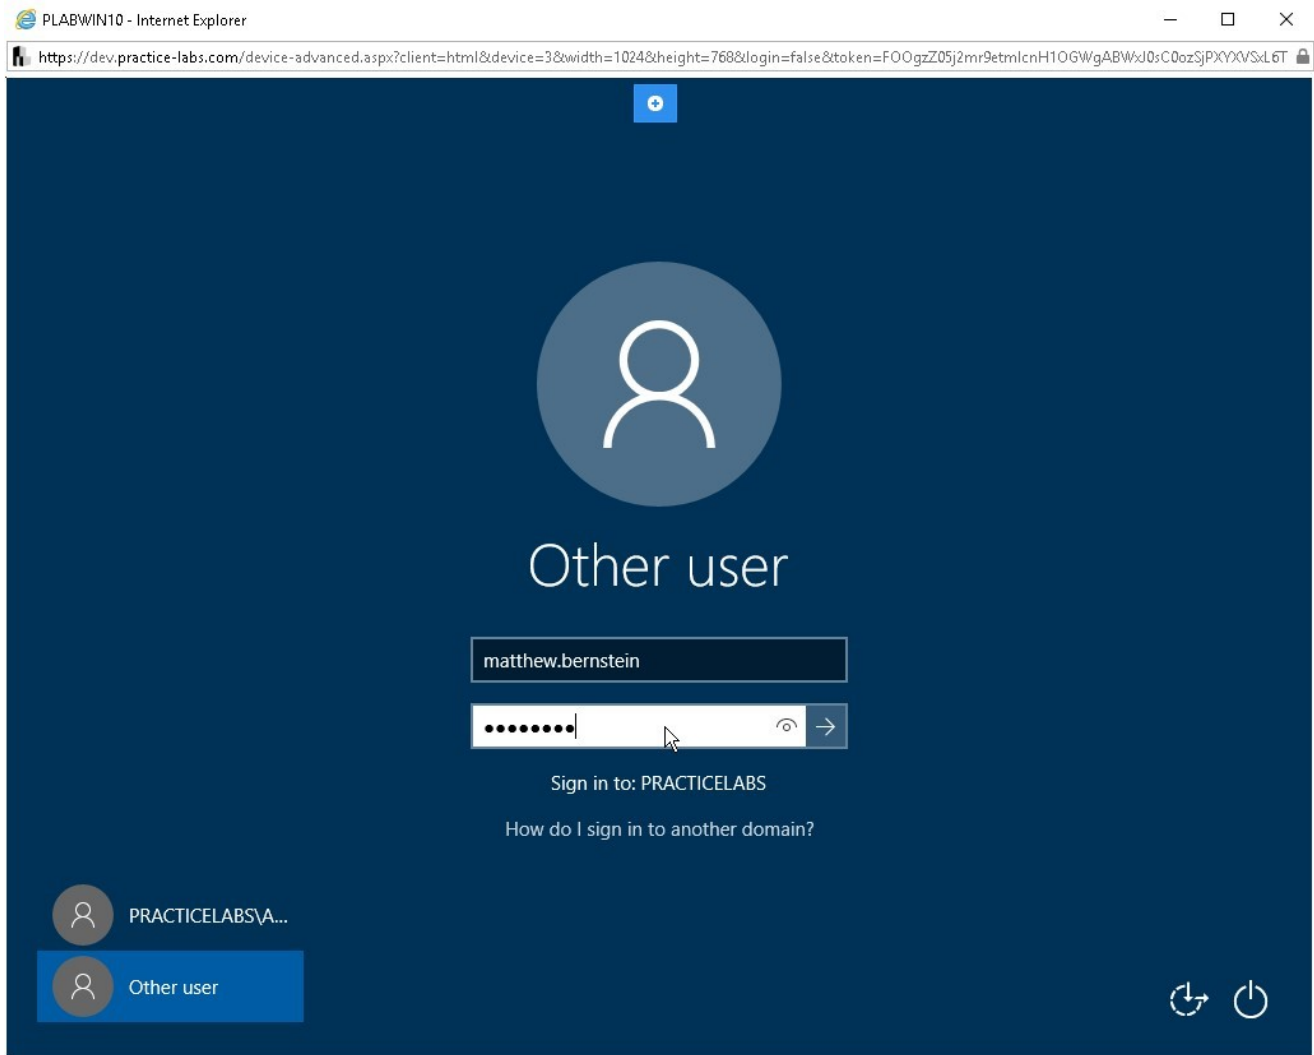 PLABWIN10 - Internet Explorer
https://dev.practice-labs.com/device-advanced.aspx?client=html&device=3&width=1024&height=768&login=false&token=FOOgzZ05j2mr9etmIcnH1OGWgABWxJ0sC0ozSjPXYXVSxL6T
Other user
matthew.bernstein
Sign in to: PRACTICELABS
How do I sign in to another domain?
PRACTICELABS\A...
Other user